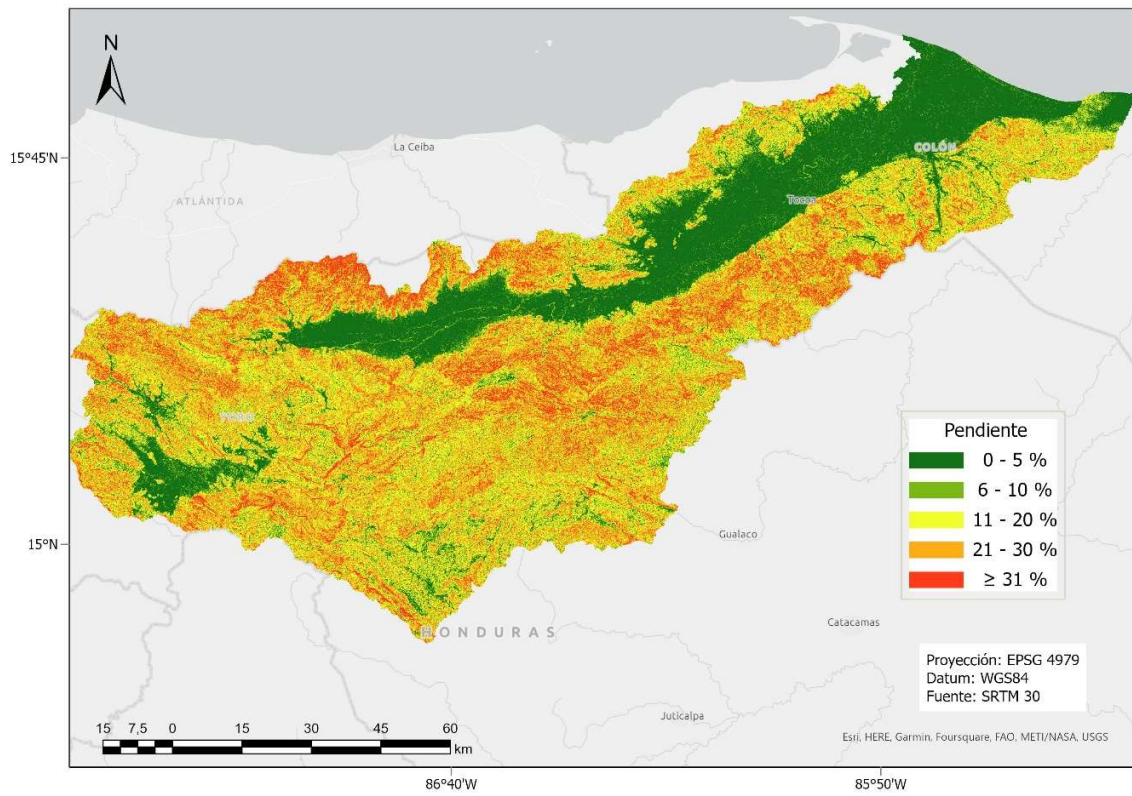 N
15°45'N
15°N
La Ceiba
ATLÁNTIDA
COLÓN
Tocoa
YORO
Gualaco
HONDURAS
Catacamas
Juticalpa
Pendiente
0 - 5 %
6 - 10 %
11 - 20 %
21 - 30 %
≥ 31 %
Proyección: EPSG 4979
Datum: WGS84
Fuente: SRTM 30
15 7,5 0 15 30 45 60
km
Esri, HERE, Garmin, Foursquare, FAO, METI/NASA, USGS
86°40'W
85°50'W